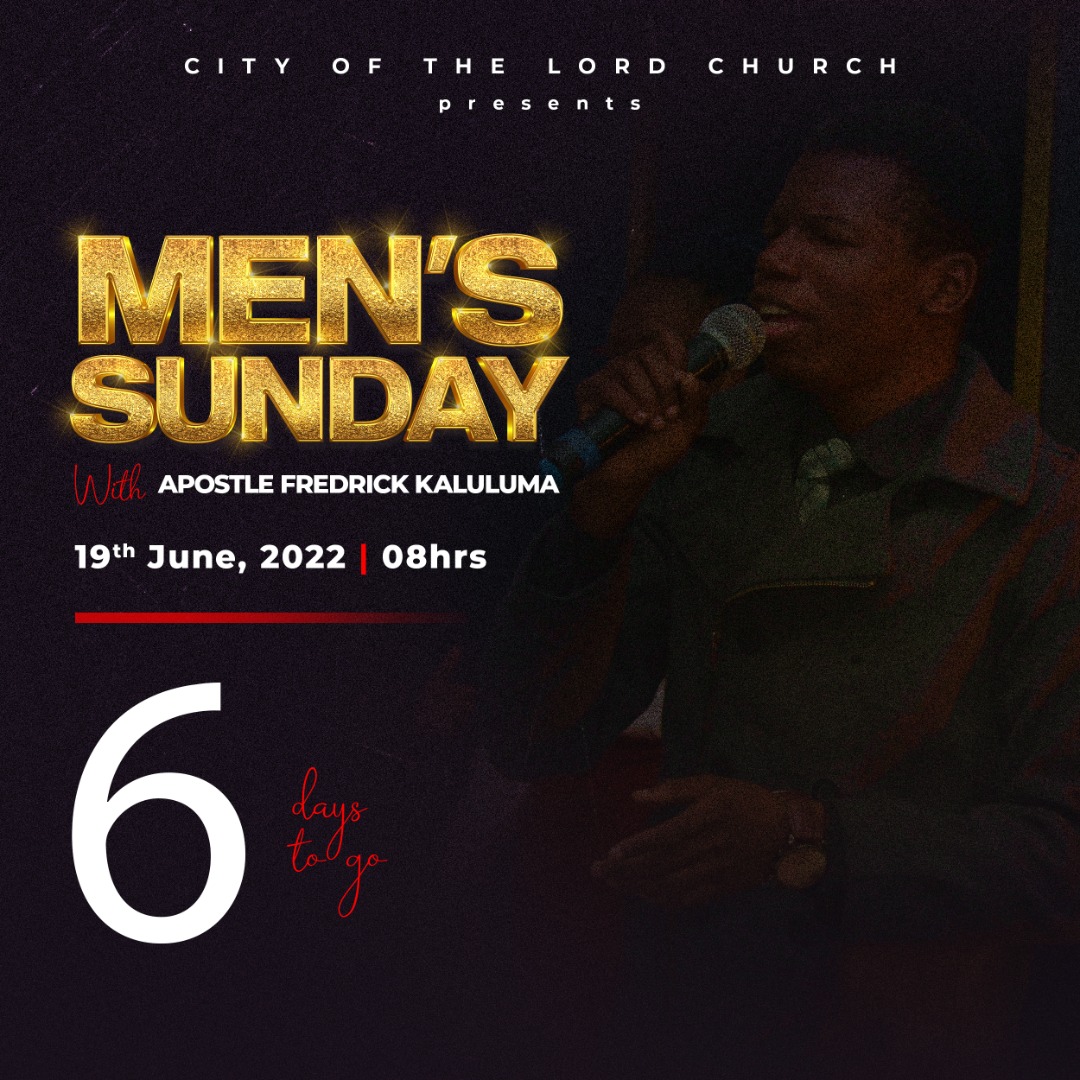 CITY OF THE LORD CHURCH
presents
MEN'S
SUNDAY
With APOSTLE FREDRICK KALULUMA
19th June, 2022 | 08hrs
6
days
to go